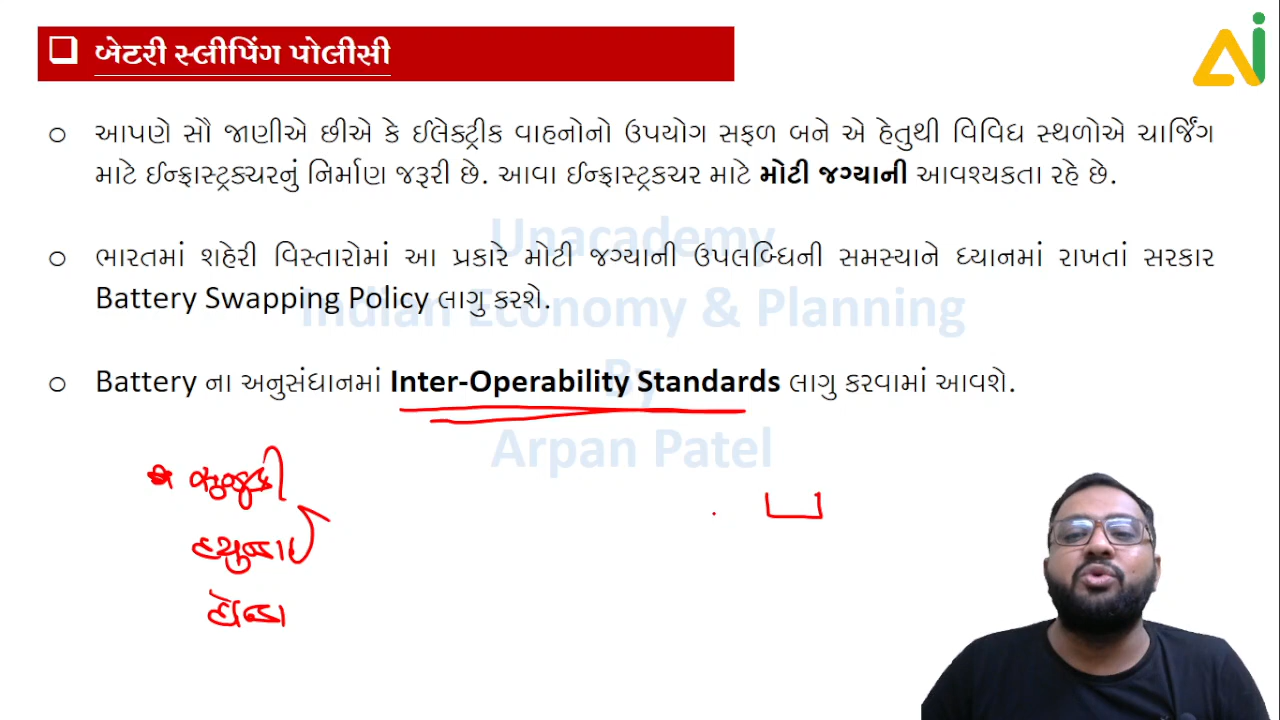 બેટરી સ્લીપિંગ પોલીસી
આપણે સૌ જાણીએ છીએ કે ઈલેક્ટ્રીક વાહનોનો ઉપયોગ સફળ બને એ હેતુથી વિવિધ સ્થળોએ ચાર્જિંગ
માટે ઈન્ફ્રાસ્ટ્રક્ચરનું નિર્માણ જરૂરી છે. આવા ઈન્ફ્રાસ્ટ્રકચર માટે મોટી જગ્યાની આવશ્યકતા રહે છે.
ભારતમાં શહેરી વિસ્તારોમાં આ પ્રકારે મોટી જગ્યાની ઉપલબ્ધિની સમસ્યાને ધ્યાનમાં રાખતાં સરકાર
Battery Swapping Policy લાગુ કરશે.
Battery ના અનુસંધાનમાં Inter-Operability Standards લાગુ કરવામાં આવશે.
Unacademy
Indian Economy & Planning
By
Arpan Patel